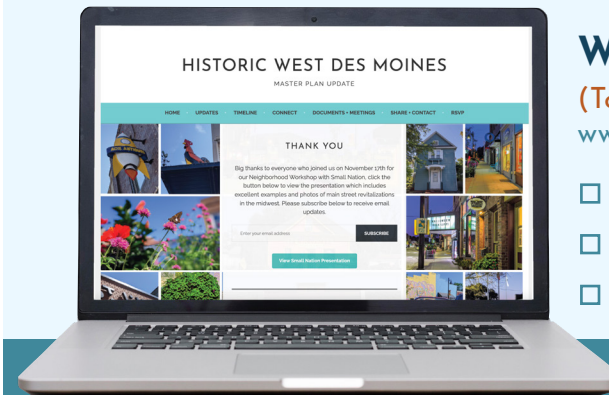 HISTORIC WEST DES MOINES
MASTER PLAN UPDATE
HOME UPDATES TIMELINE CONNECT DOCUMENTS + MEETINGS SHARE + CONTACT RSVP
THANK YOU
Big thanks to everyone who joined us on November 17th for
our Neighborhood Workshop with Small Nation, click the
button below to view the presentation which includes
excellent examples and photos of main street revitalizations
in the midwest. Please subscribe below to receive email
updates.
Enter your email address
SUBSCRIBE
View Small Nation Presentation
W
(To
ww